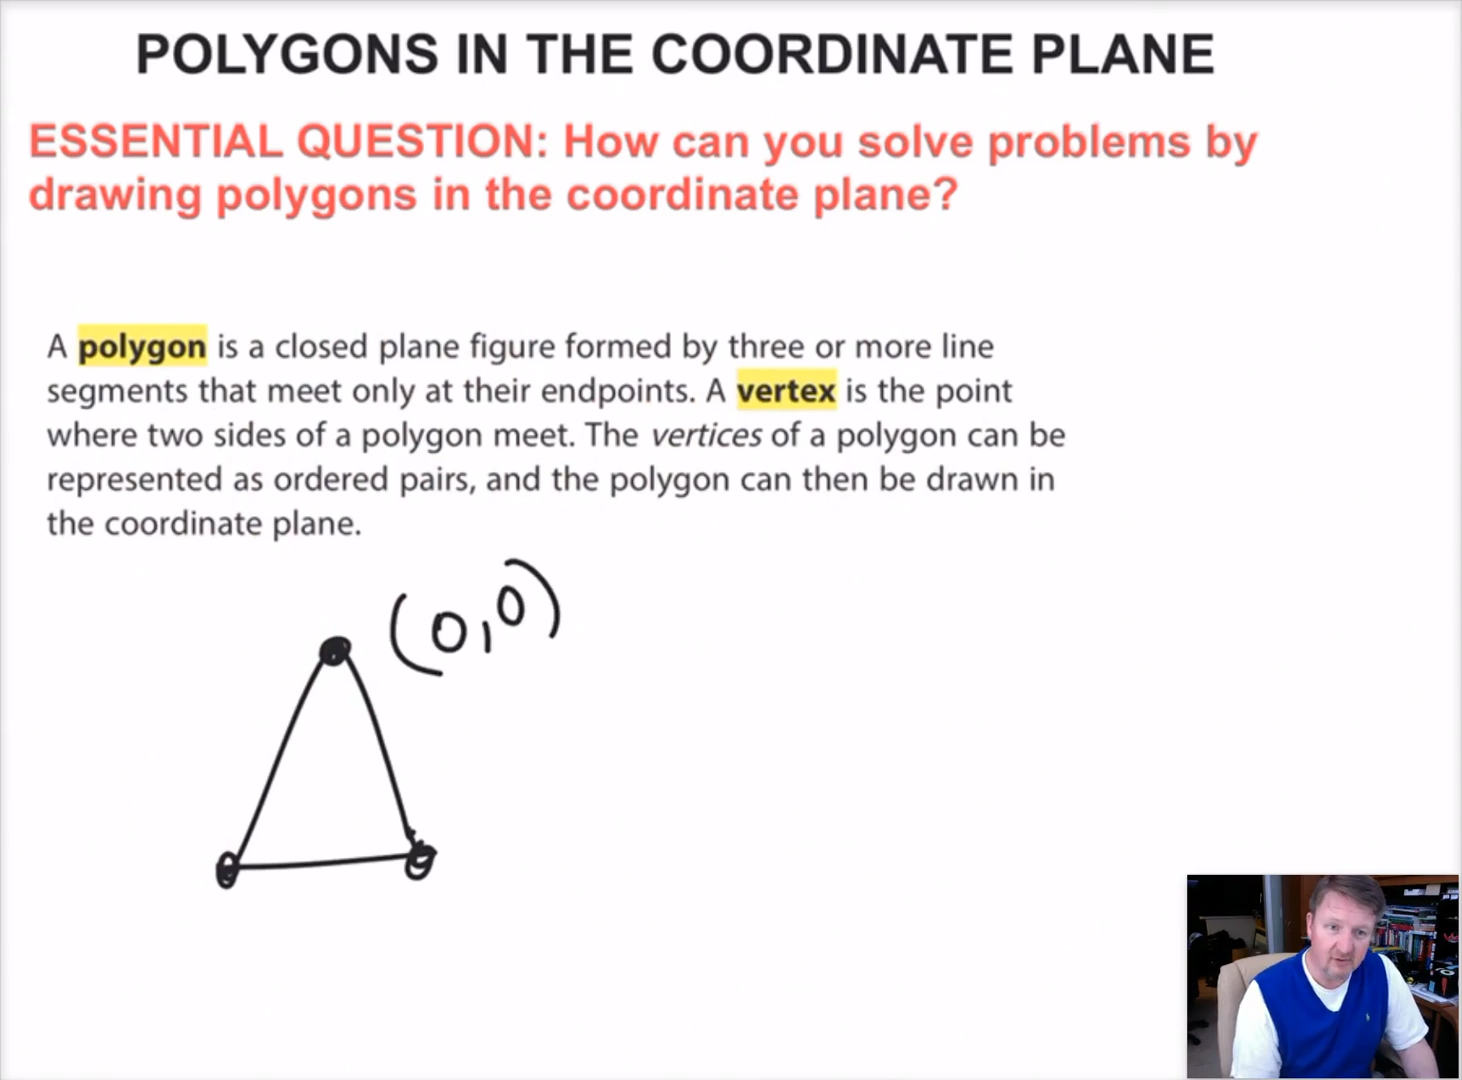 POLYGONS IN THE COORDINATE PLANE
ESSENTIAL QUESTION: How can you solve problems by
drawing polygons in the coordinate plane?
A polygon is a closed plane figure formed by three or more line
segments that meet only at their endpoints. A vertex is the point
where two sides of a polygon meet. The vertices of a polygon can be
represented as ordered pairs, and the polygon can then be drawn in
the coordinate plane.
(0,0)